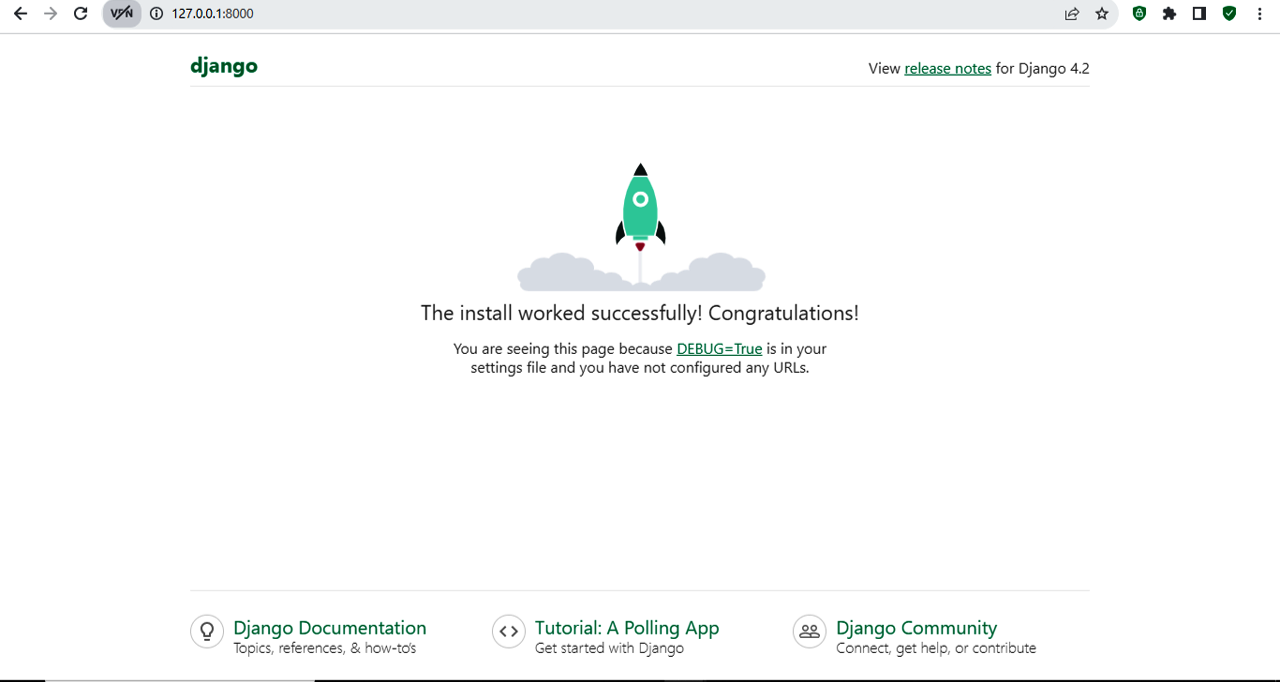 VPN 127.0.0.1:8000
django
View release notes for Django 4.2
The install worked successfully! Congratulations!
You are seeing this page because DEBUG=True is in your
settings file and you have not configured any URLs.
Django Documentation
Topics, references, & how-to's
Tutorial: A Polling App
Get started with Django
Django Community
Connect, get help, or contribute